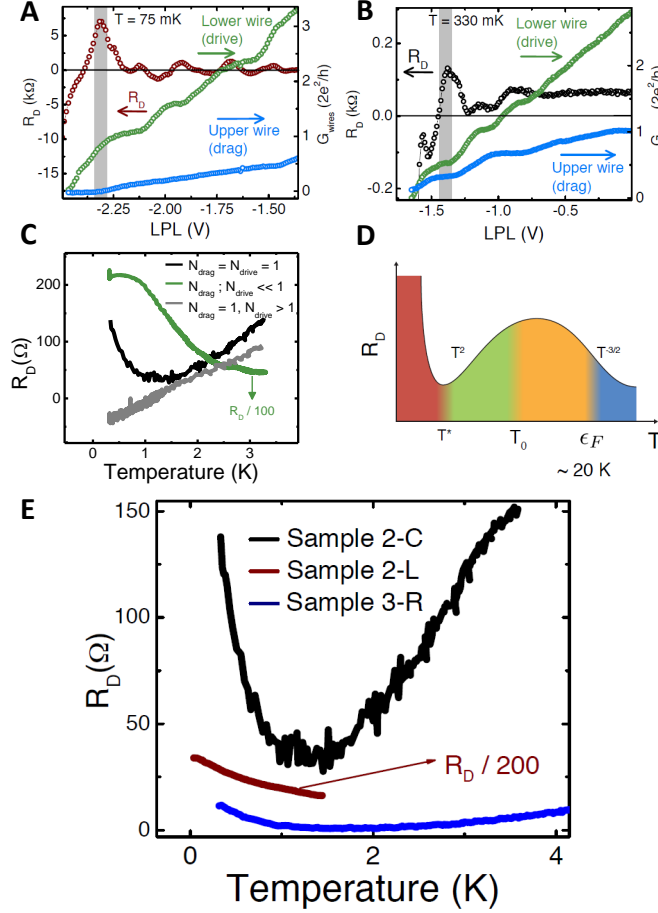 A
T = 75 mK
Lower wire
(drive)
R_D
Upper wire
(drag)
R_D (kΩ)
10
5
0
-5
-10
-15
G_wires (2e²/h)
3
2
1
0
-2.25 -2.00 -1.75 -1.50
LPL (V)
B
T = 330 mK
Lower wire
(drive)
R_D
Upper wire
(drag)
R_D (kΩ)
0.2
0.0
-0.2
(2e²/h)
2
1
0
-1.5 -1.0 -0.5
LPL (V)
C
N_drag = N_drive = 1
N_drag ; N_drive << 1
N_drag = 1, N_drive > 1
R_D(Ω)
200
100
0
R_D / 100
0 1 2 3
Temperature (K)
D
R_D
T²
T^-3/2
T* T_0 ϵ_F T
~ 20 K
E
Sample 2-C
Sample 2-L
Sample 3-R
R_D(Ω)
150
100
50
0
R_D / 200
0 2 4
Temperature (K)